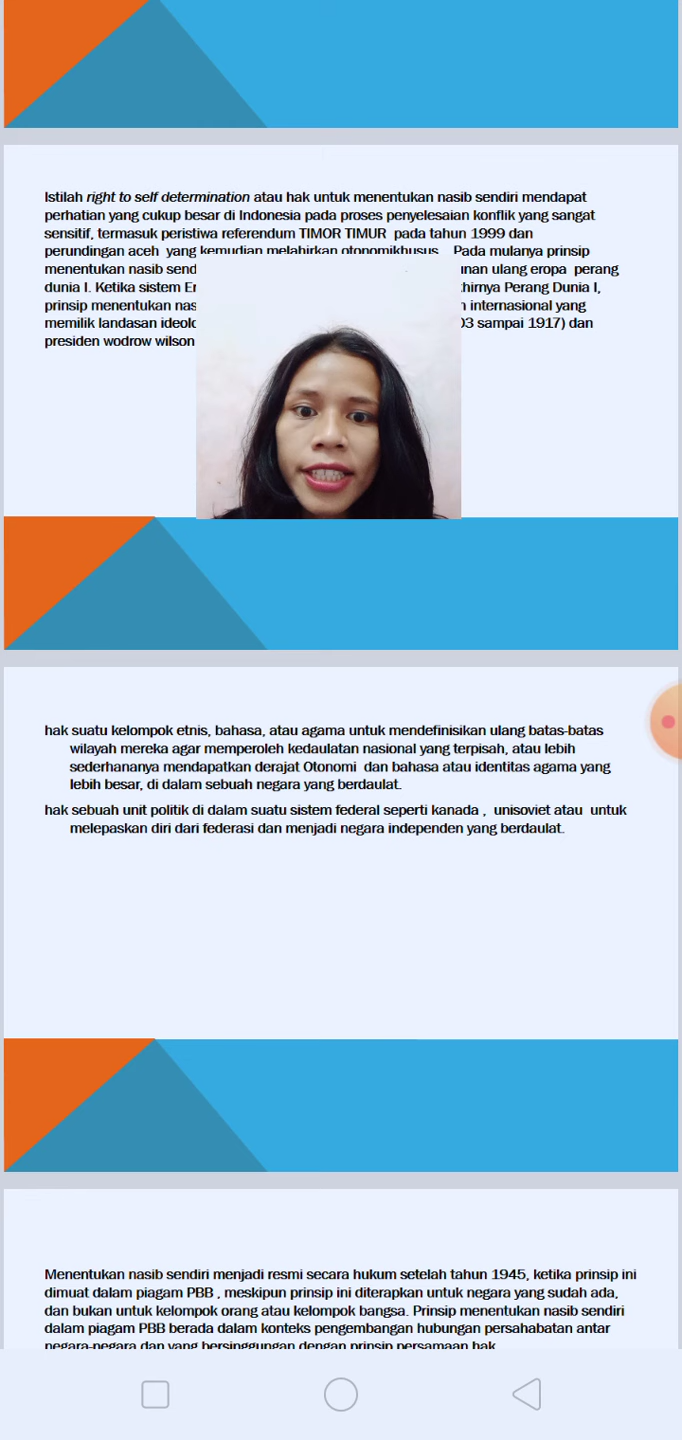 Istilah right to self determination atau hak untuk menentukan nasib sendiri mendapat
perhatian yang cukup besar di Indonesia pada proses penyelesaian konflik yang sangat
sensitif, termasuk peristiwa referendum TIMOR TIMUR pada tahun 1999 dan
perundingan aceh yang kemudian melahirkan otonomikhusus Pada mulanya prinsip
menentukan nasib ulang eropa perang
dunia I. Ketika sistem Perang Dunia I,
prinsip menentukan internasional yang
memilik landasan sampai 1917) dan
presiden wodrow wilson
hak suatu kelompok etnis, bahasa, atau agama untuk mendefinisikan ulang batas-batas
wilayah mereka agar memperoleh kedaulatan nasional yang terpisah, atau lebih
sederhananya mendapatkan derajat Otonomi dan bahasa atau identitas agama yang
lebih besar, di dalam sebuah negara yang berdaulat.
hak sebuah unit politik di dalam suatu sistem federal seperti kanada , unisoviet atau untuk
melepaskan diri dari federasi dan menjadi negara independen yang berdaulat.
Menentukan nasib sendiri menjadi resmi secara hukum setelah tahun 1945, ketika prinsip ini
dimuat dalam piagam PBB , meskipun prinsip ini diterapkan untuk negara yang sudah ada,
dan bukan untuk kelompok orang atau kelompok bangsa. Prinsip menentukan nasib sendiri
dalam piagam PBB berada dalam konteks pengembangan hubungan persahabatan antar
negara-negara dan yang bersinggungan dengan prinsip persamaan hak